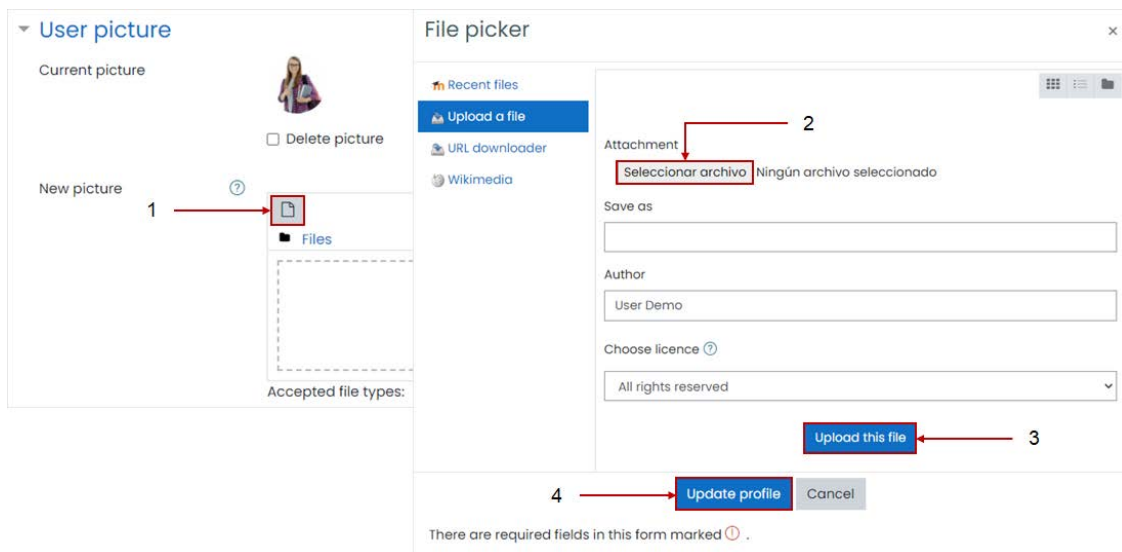 User picture
Current picture
Delete picture
New picture
1
Files
Accepted file types:
File picker
Recent files
Upload a file
URL downloader
Wikimedia
2
Attachment
Seleccionar archivo Ningún archivo seleccionado
Save as
Author
User Demo
Choose licence
All rights reserved
Upload this file
3
4
Update profile Cancel
There are required fields in this form marked .